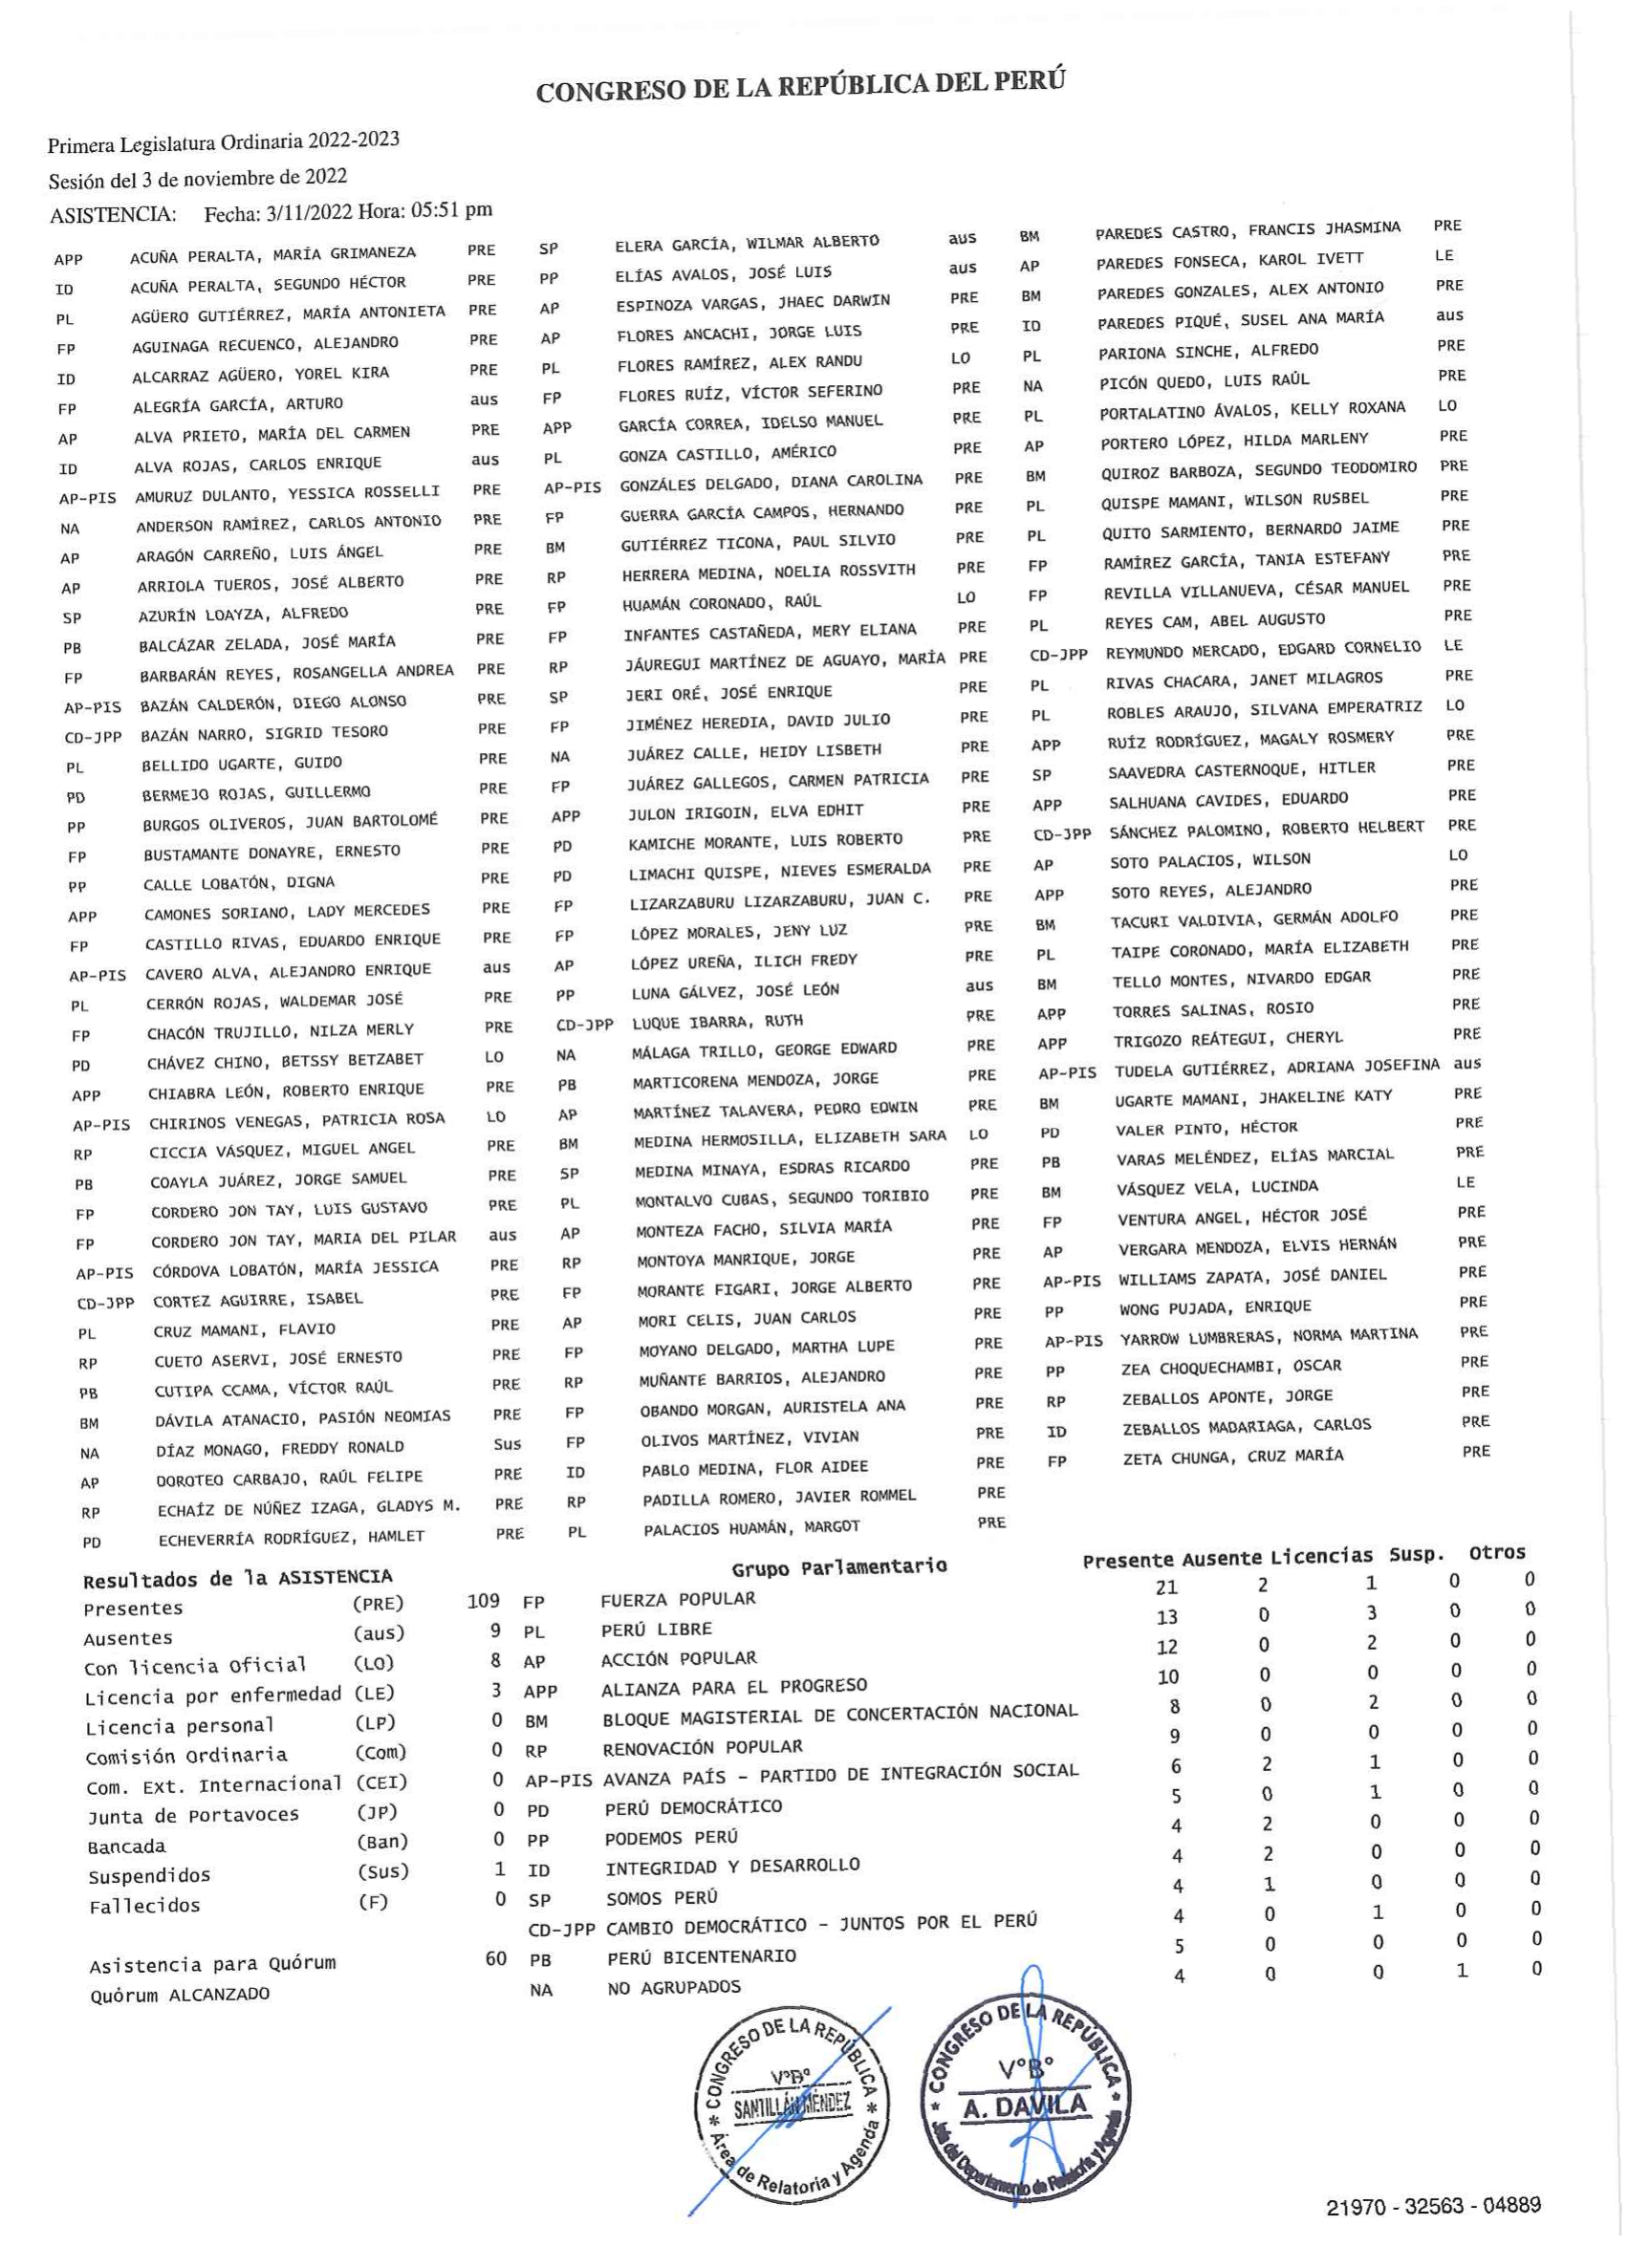 CONGRESO DE LA REPÚBLICA DEL PERÚ
Primera Legislatura Ordinaria 2022-2023
Sesión del 3 de noviembre de 2022
ASISTENCIA: Fecha: 3/11/2022 Hora: 05:51 pm
APP ACUÑA PERALTA, MARÍA GRIMANEZA PRE SP ELERA GARCÍA, WILMAR ALBERTO aus BM PAREDES CASTRO, FRANCIS JHASMINA PRE
ID ACUÑA PERALTA, SEGUNDO HÉCTOR PRE PP ELÍAS AVALOS, JOSÉ LUIS aus AP PAREDES FONSECA, KAROL IVETT LE
PL AGÜERO GUTIÉRREZ, MARÍA ANTONIETA PRE AP ESPINOZA VARGAS, JHAEC DARWIN PRE BM PAREDES GONZALES, ALEX ANTONIO PRE
FP AGUINAGA RECUENCO, ALEJANDRO PRE AP FLORES ANCACHI, JORGE LUIS PRE ID PAREDES PIQUÉ, SUSEL ANA MARÍA aus
ID ALCARRAZ AGÜERO, YOREL KIRA PRE PL FLORES RAMÍREZ, ALEX RANDU LO PL PARIONA SINCHE, ALFREDO PRE
FP ALEGRÍA GARCÍA, ARTURO aus FP FLORES RUÍZ, VÍCTOR SEFERINO PRE NA PICÓN QUEDO, LUIS RAÚL PRE
AP ALVA PRIETO, MARÍA DEL CARMEN PRE APP GARCÍA CORREA, IDELSO MANUEL PRE PL PORTALATINO ÁVALOS, KELLY ROXANA LO
ID ALVA ROJAS, CARLOS ENRIQUE aus PL GONZA CASTILLO, AMÉRICO PRE AP PORTERO LÓPEZ, HILDA MARLENY PRE
AP-PIS AMURUZ DULANTO, YESSICA ROSSELLI PRE AP-PIS GONZÁLES DELGADO, DIANA CAROLINA PRE BM QUIROZ BARBOZA, SEGUNDO TEODOMIRO PRE
NA ANDERSON RAMÍREZ, CARLOS ANTONIO PRE FP GUERRA GARCÍA CAMPOS, HERNANDO PRE PL QUISPE MAMANI, WILSON RUSBEL PRE
AP ARAGÓN CARREÑO, LUIS ÁNGEL PRE BM GUTIÉRREZ TICONA, PAUL SILVIO PRE PL QUITO SARMIENTO, BERNARDO JAIME PRE
AP ARRIOLA TUEROS, JOSÉ ALBERTO PRE RP HERRERA MEDINA, NOELIA ROSSVITH PRE FP RAMÍREZ GARCÍA, TANIA ESTEFANY PRE
SP AZURÍN LOAYZA, ALFREDO PRE FP HUAMÁN CORONADO, RAÚL LO FP REVILLA VILLANUEVA, CÉSAR MANUEL PRE
PB BALCÁZAR ZELADA, JOSÉ MARÍA PRE FP INFANTES CASTAÑEDA, MERY ELIANA PRE PL REYES CAM, ABEL AUGUSTO PRE
FP BARBARÁN REYES, ROSANGELLA ANDREA PRE RP JÁUREGUI MARTÍNEZ DE AGUAYO, MARÍA PRE CD-JPP REYMUNDO MERCADO, EDGARD CORNELIO LE
AP-PIS BAZÁN CALDERÓN, DIEGO ALONSO PRE SP JERI ORÉ, JOSÉ ENRIQUE PRE PL RIVAS CHACARA, JANET MILAGROS PRE
CD-JPP BAZÁN NARRO, SIGRID TESORO PRE FP JIMÉNEZ HEREDIA, DAVID JULIO PRE PL ROBLES ARAUJO, SILVANA EMPERATRIZ LO
PL BELLIDO UGARTE, GUIDO PRE NA JUÁREZ CALLE, HEIDY LISBETH PRE APP RUÍZ RODRÍGUEZ, MAGALY ROSMERY PRE
PD BERMEJO ROJAS, GUILLERMO PRE FP JUÁREZ GALLEGOS, CARMEN PATRICIA PRE SP SAAVEDRA CASTERNOQUE, HITLER PRE
PP BURGOS OLIVEROS, JUAN BARTOLOMÉ PRE APP JULON IRIGOIN, ELVA EDHIT PRE APP SALHUANA CAVIDES, EDUARDO PRE
FP BUSTAMANTE DONAYRE, ERNESTO PRE PD KAMICHE MORANTE, LUIS ROBERTO PRE CD-JPP SÁNCHEZ PALOMINO, ROBERTO HELBERT PRE
PP CALLE LOBATÓN, DIGNA PRE PD LIMACHI QUISPE, NIEVES ESMERALDA PRE AP SOTO PALACIOS, WILSON LO
APP CAMONES SORIANO, LADY MERCEDES PRE FP LIZARZABURU LIZARZABURU, JUAN C. PRE APP SOTO REYES, ALEJANDRO PRE
FP CASTILLO RIVAS, EDUARDO ENRIQUE PRE FP LÓPEZ MORALES, JENY LUZ PRE BM TACURI VALDIVIA, GERMÁN ADOLFO PRE
AP-PIS CAVERO ALVA, ALEJANDRO ENRIQUE aus AP LÓPEZ UREÑA, ILICH FREDY PRE PL TAIPE CORONADO, MARÍA ELIZABETH PRE
PL CERRÓN ROJAS, WALDEMAR JOSÉ PRE PP LUNA GÁLVEZ, JOSÉ LEÓN aus BM TELLO MONTES, NIVARDO EDGAR PRE
FP CHACÓN TRUJILLO, NILZA MERLY PRE CD-JPP LUQUE IBARRA, RUTH PRE APP TORRES SALINAS, ROSIO PRE
PD CHÁVEZ CHINO, BETSSY BETZABET LO NA MÁLAGA TRILLO, GEORGE EDWARD PRE APP TRIGOZO REÁTEGUI, CHERYL PRE
APP CHIABRA LEÓN, ROBERTO ENRIQUE PRE PB MARTICORENA MENDOZA, JORGE PRE AP-PIS TUDELA GUTIÉRREZ, ADRIANA JOSEFINA aus
AP-PIS CHIRINOS VENEGAS, PATRICIA ROSA LO AP MARTÍNEZ TALAVERA, PEDRO EDWIN PRE BM UGARTE MAMANI, JHAKELINE KATY PRE
RP CICCIA VÁSQUEZ, MIGUEL ANGEL PRE BM MEDINA HERMOSILLA, ELIZABETH SARA LO PD VALER PINTO, HÉCTOR PRE
PB COAYLA JUÁREZ, JORGE SAMUEL PRE SP MEDINA MINAYA, ESDRAS RICARDO PRE PB VARAS MELÉNDEZ, ELÍAS MARCIAL PRE
FP CORDERO JON TAY, LUIS GUSTAVO PRE PL MONTALVO CUBAS, SEGUNDO TORIBIO PRE BM VÁSQUEZ VELA, LUCINDA LE
FP CORDERO JON TAY, MARIA DEL PILAR aus AP MONTEZA FACHO, SILVIA MARÍA PRE FP VENTURA ANGEL, HÉCTOR JOSÉ PRE
AP-PIS CÓRDOVA LOBATÓN, MARÍA JESSICA PRE RP MONTOYA MANRIQUE, JORGE PRE AP VERGARA MENDOZA, ELVIS HERNÁN PRE
CD-JPP CORTEZ AGUIRRE, ISABEL PRE FP MORANTE FIGARI, JORGE ALBERTO PRE AP-PIS WILLIAMS ZAPATA, JOSÉ DANIEL PRE
PL CRUZ MAMANI, FLAVIO PRE AP MORI CELIS, JUAN CARLOS PRE PP WONG PUJADA, ENRIQUE PRE
RP CUETO ASERVI, JOSÉ ERNESTO PRE FP MOYANO DELGADO, MARTHA LUPE PRE AP-PIS YARROW LUMBRERAS, NORMA MARTINA PRE
PB CUTIPA CCAMA, VÍCTOR RAÚL PRE RP MUÑANTE BARRIOS, ALEJANDRO PRE PP ZEA CHOQUECHAMBI, OSCAR PRE
BM DÁVILA ATANACIO, PASIÓN NEOMIAS PRE FP OBANDO MORGAN, AURISTELA ANA PRE RP ZEBALLOS APONTE, JORGE PRE
NA DÍAZ MONAGO, FREDDY RONALD Sus FP OLIVOS MARTÍNEZ, VIVIAN PRE ID ZEBALLOS MADARIAGA, CARLOS PRE
AP DOROTEO CARBAJO, RAÚL FELIPE PRE ID PABLO MEDINA, FLOR AIDEE PRE FP ZETA CHUNGA, CRUZ MARÍA PRE
RP ECHAÍZ DE NÚÑEZ IZAGA, GLADYS M. PRE RP PADILLA ROMERO, JAVIER ROMMEL PRE
PD ECHEVERRÍA RODRÍGUEZ, HAMLET PRE PL PALACIOS HUAMÁN, MARGOT PRE
Resultados de la ASISTENCIA Grupo Parlamentario Presente Ausente Licencias Susp. Otros
Presentes (PRE) 109 FP FUERZA POPULAR 21 2 1 0 0
Ausentes (aus) 9 PL PERÚ LIBRE 13 0 3 0 0
Con licencia Oficial (LO) 8 AP ACCIÓN POPULAR 12 0 2 0 0
Licencia por enfermedad (LE) 3 APP ALIANZA PARA EL PROGRESO 10 0 0 0 0
Licencia personal (LP) 0 BM BLOQUE MAGISTERIAL DE CONCERTACIÓN NACIONAL 8 0 2 0 0
Comisión Ordinaria (Com) 0 RP RENOVACIÓN POPULAR 9 0 0 0 0
Com. Ext. Internacional (CEI) 0 AP-PIS AVANZA PAÍS - PARTIDO DE INTEGRACIÓN SOCIAL 6 2 1 0 0
Junta de Portavoces (JP) 0 PD PERÚ DEMOCRÁTICO 5 0 1 0 0
Bancada (Ban) 0 PP PODEMOS PERÚ 4 2 0 0 0
Suspendidos (Sus) 1 ID INTEGRIDAD Y DESARROLLO 4 2 0 0 0
Fallecidos (F) 0 SP SOMOS PERÚ 4 1 0 0 0
CD-JPP CAMBIO DEMOCRÁTICO - JUNTOS POR EL PERÚ 4 0 1 0 0
Asistencia para Quórum 60 PB PERÚ BICENTENARIO 5 0 0 0 0
Quórum ALCANZADO NA NO AGRUPADOS 4 0 0 1 0
* CONGRESO DE LA REPÚBLICA *
V°B°
SANTILLÁN MÉNDEZ
Área de Relatoría y Agenda
* CONGRESO DE LA REPÚBLICA *
V°B°
A. DAVILA
Jefa del Departamento de Relatoría y Agenda
21970 - 32563 - 04889